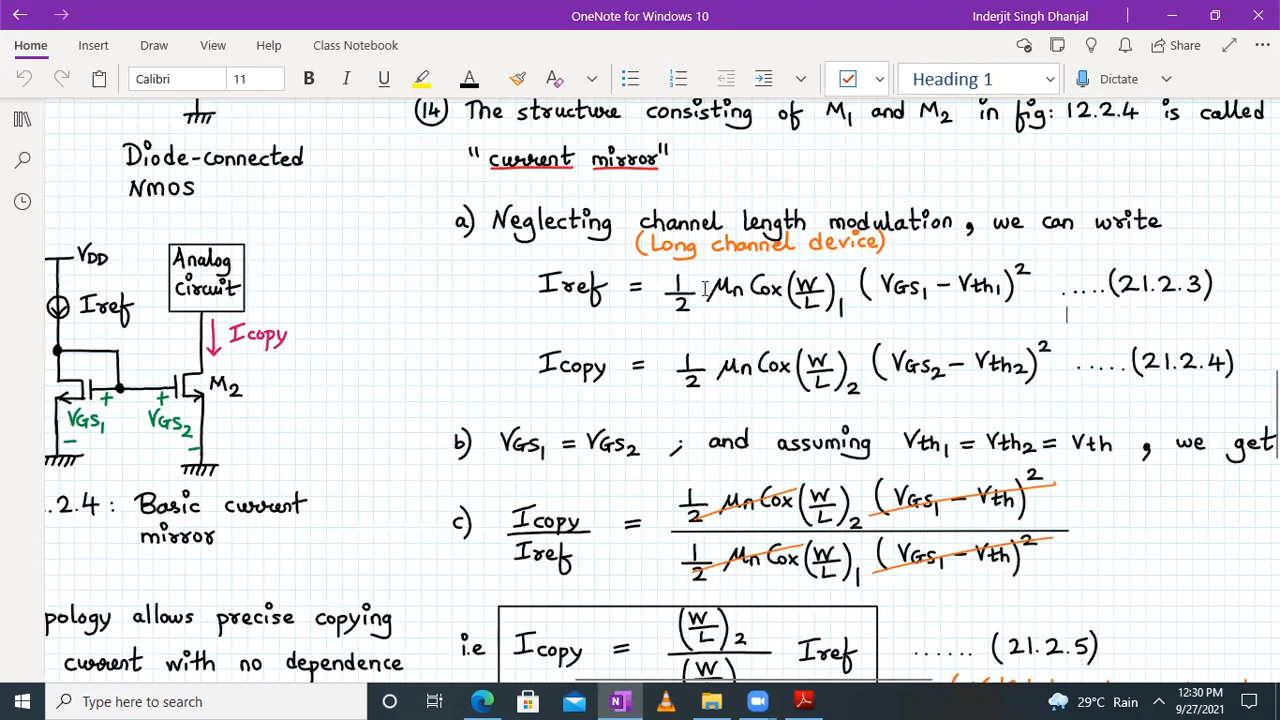 OneNote for Windows 10
Inderjit Singh Dhanjal
Home Insert Draw View Help Class Notebook
Share
Calibri 11 B I U A Heading 1 Dictate
Diode-connected
NMOS
(14) The structure consisting of M1 and M2 in fig: 12.2.4 is called
"current mirror"
a) Neglecting channel length modulation, we can write
(Long channel device)
Iref = 1/2 μn Cox (W/L)1 (VGS1 - Vth1)^2 .....(21.2.3)
Icopy = 1/2 μn Cox (W/L)2 (VGS2 - Vth2)^2 .....(21.2.4)
b) VGS1 = VGS2 ; and assuming Vth1 = Vth2 = Vth , we get
c) Icopy/Iref = 1/2 μn Cox (W/L)2 (VGS1 - Vth)^2
1/2 μn Cox (W/L)1 (VGS1 - Vth)^2
i.e Icopy = (W/L)2 / (W Iref ...... (21.2.5)
VDD
Iref
Analog
Circuit
Icopy
M2
+ +
VGS1 VGS2
- -
.2.4 : Basic current
mirror
pology allows precise copying
current with no dependence
Type here to search
29°C Rain
12:30 PM
9/27/2021